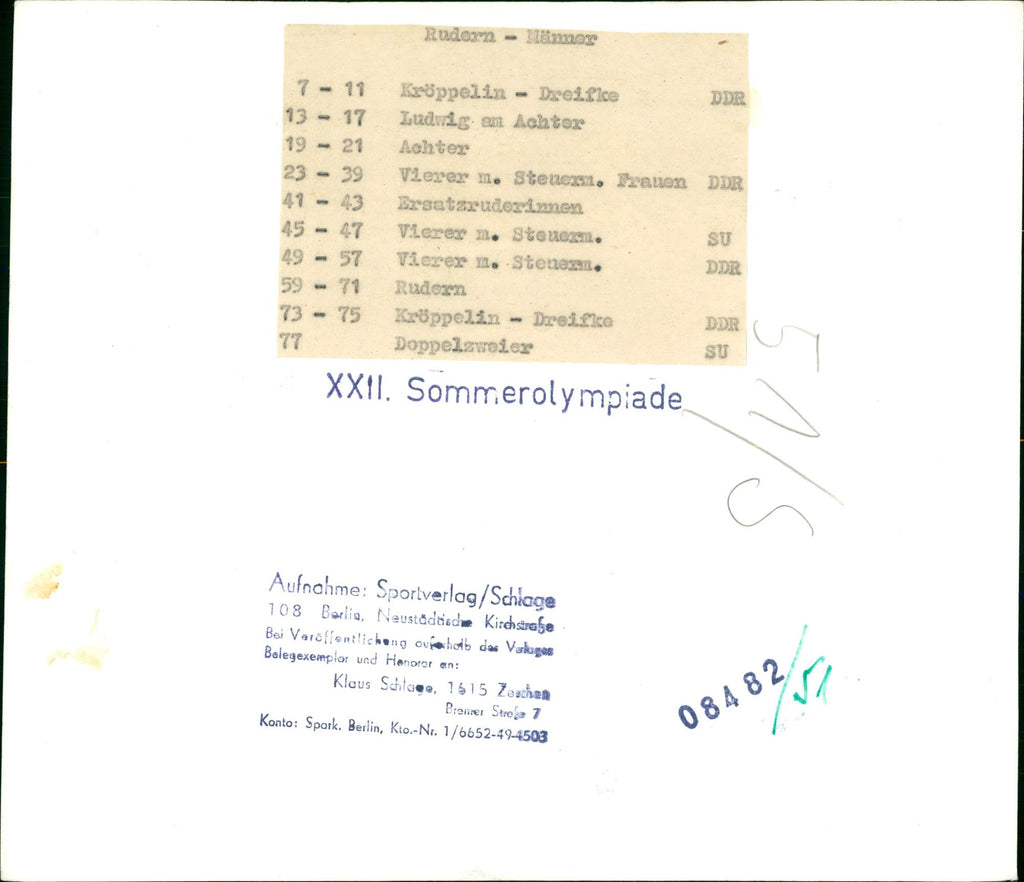 Rudern - Männer
7 - 11 Kröppelin - Dreifke DDR
13 - 17 Ludwig am Achter
19 - 21 Achter
23 - 39 Vierer m. Steuerm. Frauen DDR
41 - 43 Ersatzruderinnen
45 - 47 Vierer m. Steuerm. SU
49 - 57 Vierer m. Steuerm. DDR
59 - 71 Rudern
73 - 75 Kröppelin - Dreifke DDR
77 Doppelzweier SU
XXII. Sommerolympiade
51/S
Aufnahme: Sportverlag/Schlage
108 Berlin, Neustädtische Kirchstraße
Bei Veröffentlichung außerhalb des Verlages
Belegexemplar und Honorar an:
Klaus Schlage, 1615 Zeuthen
Bremer Straße 7
Konto: Spark. Berlin, Kto.-Nr. 1/6652-49-4503
08482/51